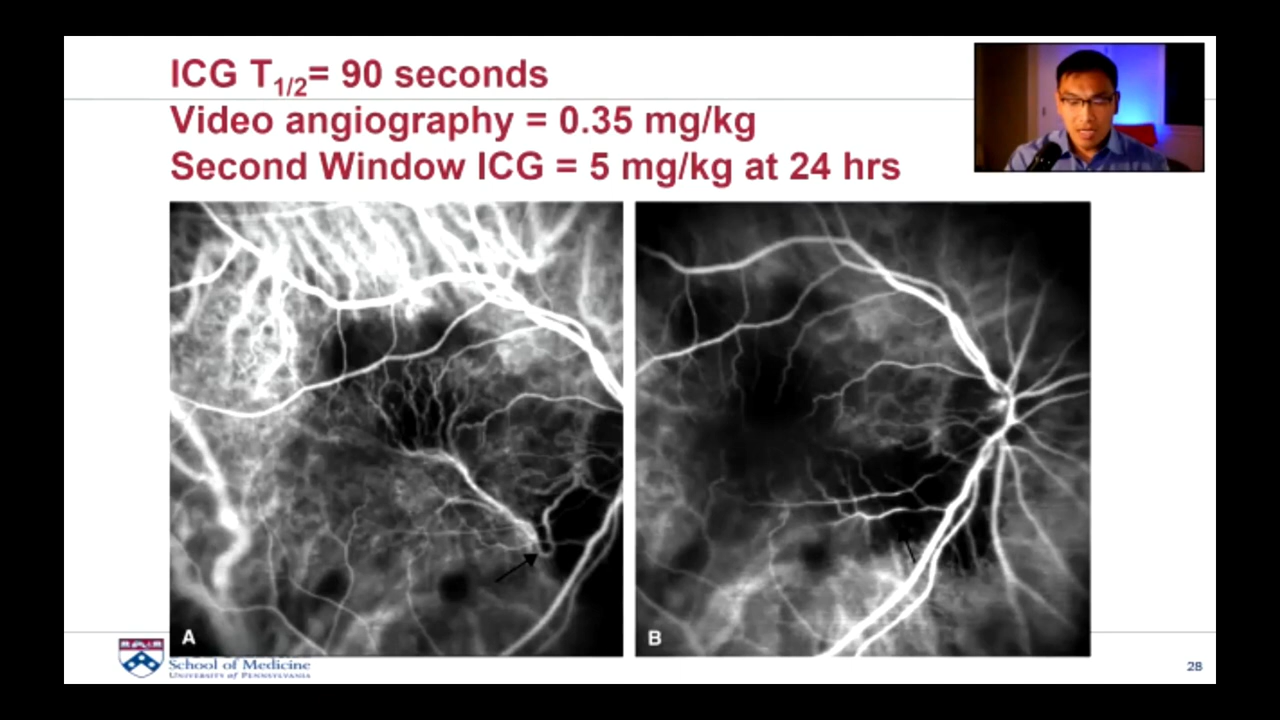 ICG T1/2= 90 seconds
Video angiography = 0.35 mg/kg
Second Window ICG = 5 mg/kg at 24 hrs
A
B
School of Medicine
UNIVERSITY of PENNSYLVANIA
28